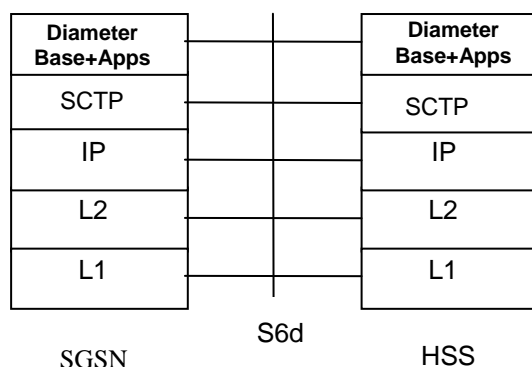 Diameter
Base+Apps
SCTP
IP
L2
L1
SGSN
S6d
Diameter
Base+Apps
SCTP
IP
L2
L1
HSS